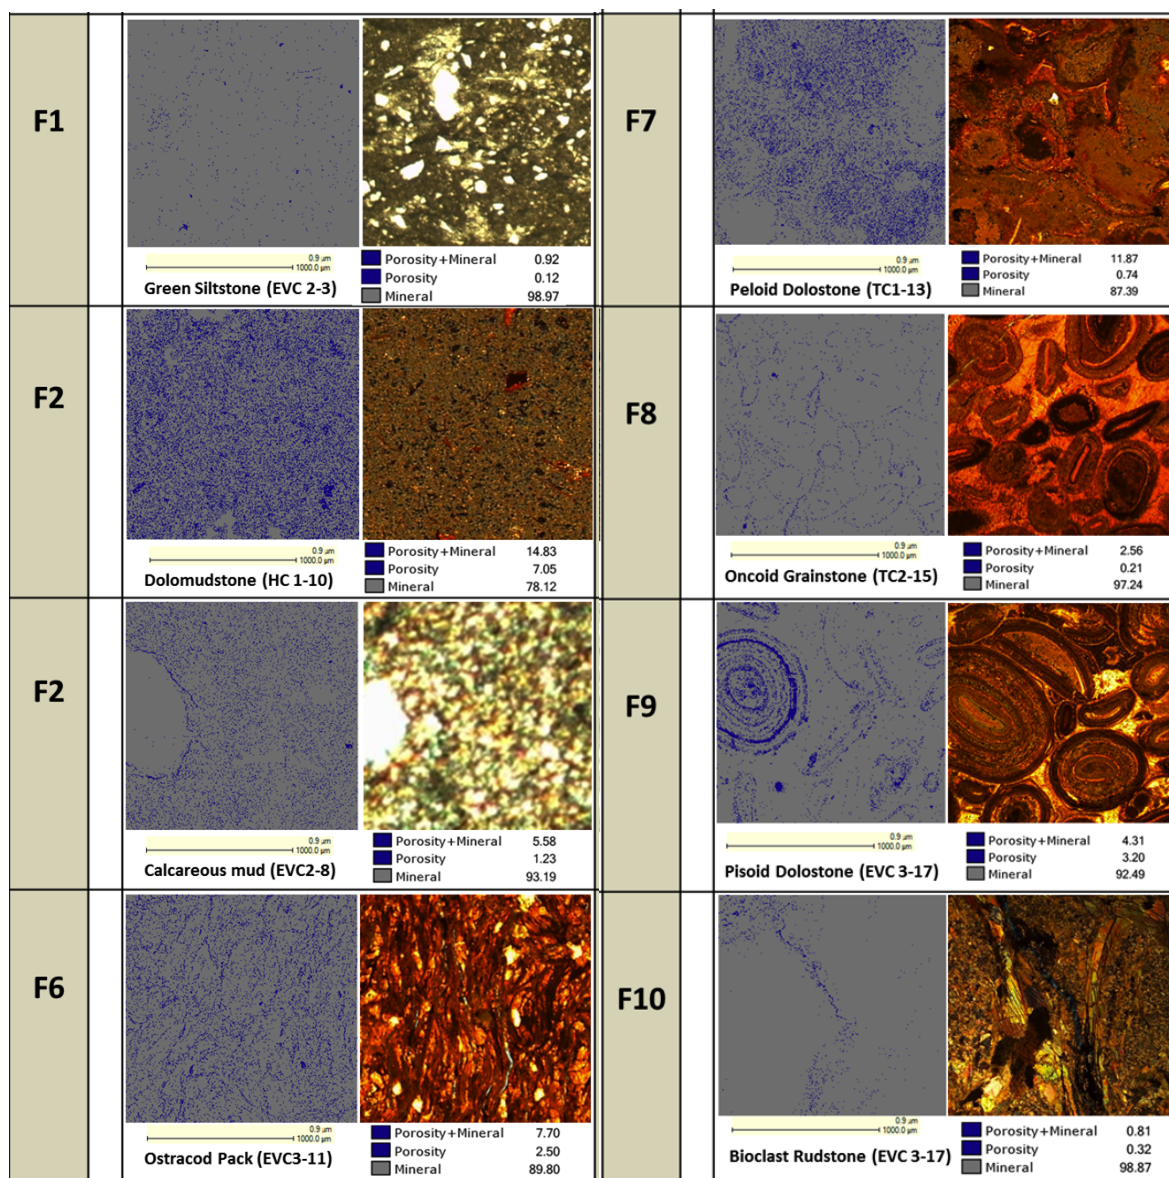 F1
0.9 µm
1000.0 µm
Green Siltstone (EVC 2-3)
Porosity+Mineral 0.92
Porosity 0.12
Mineral 98.97
F2
0.9 µm
1000.0 µm
Dolomudstone (HC 1-10)
Porosity+Mineral 14.83
Porosity 7.05
Mineral 78.12
F2
0.9 µm
1000.0 µm
Calcareous mud (EVC2-8)
Porosity+Mineral 5.58
Porosity 1.23
Mineral 93.19
F6
0.9 µm
1000.0 µm
Ostracod Pack (EVC3-11)
Porosity+Mineral 7.70
Porosity 2.50
Mineral 89.80
F7
0.9 µm
1000.0 µm
Peloid Dolostone (TC1-13)
Porosity+Mineral 11.87
Porosity 0.74
Mineral 87.39
F8
0.9 µm
1000.0 µm
Oncoid Grainstone (TC2-15)
Porosity+Mineral 2.56
Porosity 0.21
Mineral 97.24
F9
0.9 µm
1000.0 µm
Pisoid Dolostone (EVC 3-17)
Porosity+Mineral 4.31
Porosity 3.20
Mineral 92.49
F10
0.9 µm
1000.0 µm
Bioclast Rudstone (EVC 3-17)
Porosity+Mineral 0.81
Porosity 0.32
Mineral 98.87